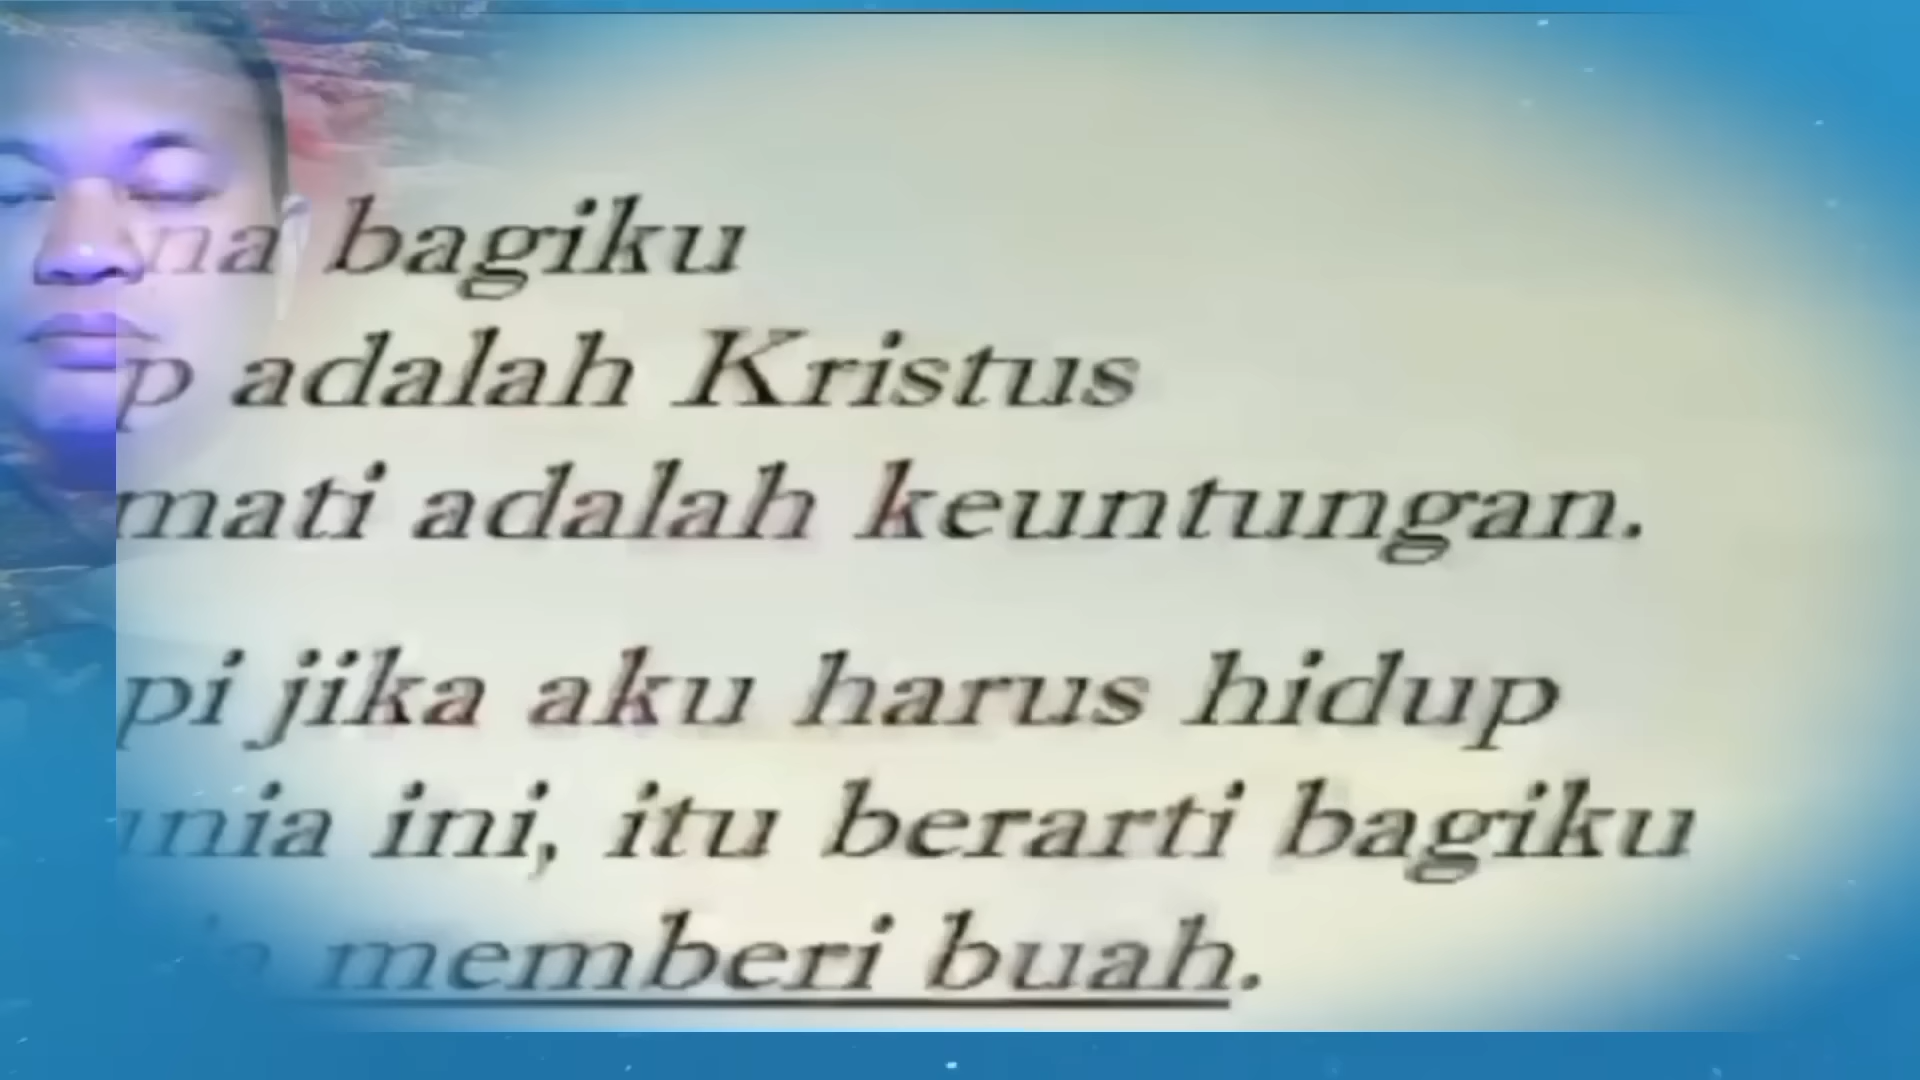 na bagiku
p adalah Kristus
mati adalah keuntungan.
pi jika aku harus hidup
nia ini, itu berarti bagiku
memberi buah.